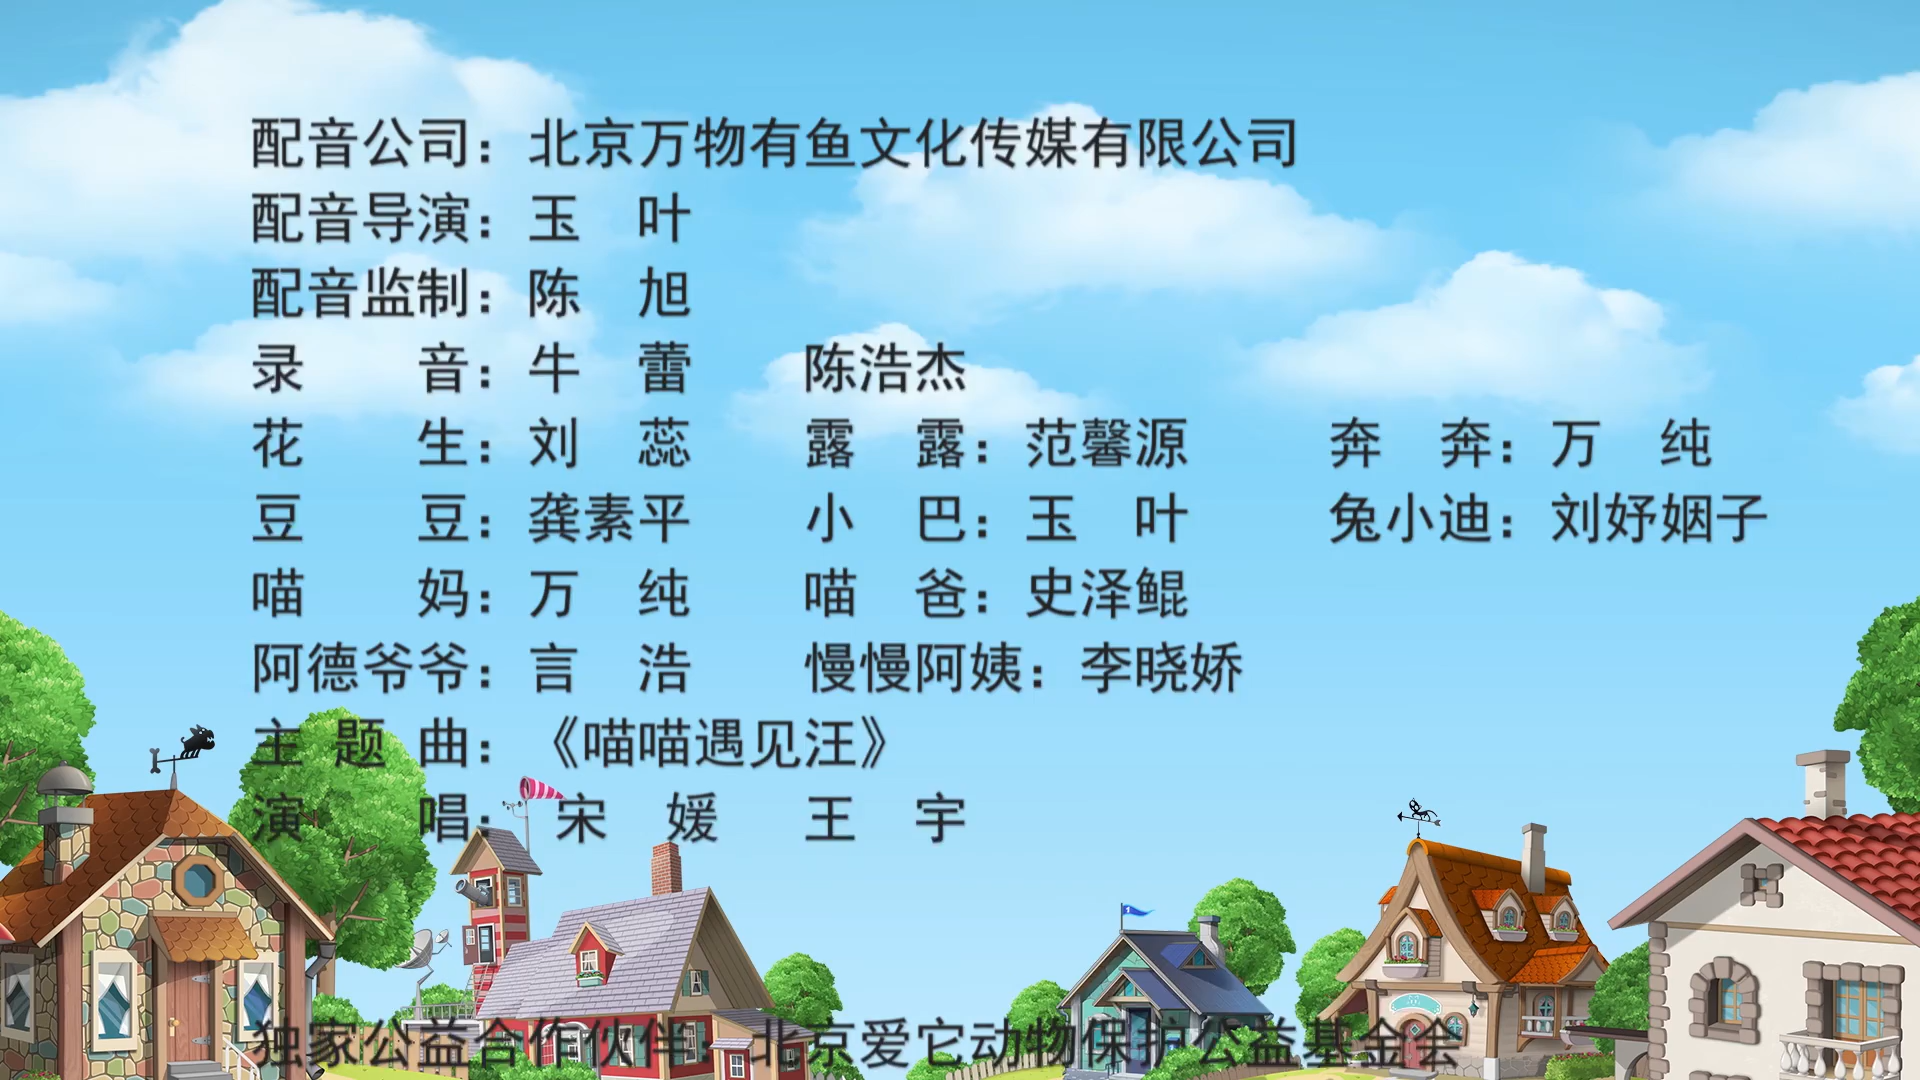 配音公司：北京万物有鱼文化传媒有限公司
配音导演：玉 叶
配音监制：陈 旭
录 音：牛 蕾 陈浩杰
花 生：刘 蕊 露 露：范馨源 奔 奔：万 纯
豆 豆：龚素平 小 巴：玉 叶 兔小迪：刘妤姻子
喵 妈：万 纯 喵 爸：史泽鲲
阿德爷爷：言 浩 慢慢阿姨：李晓娇
主 题 曲：《喵喵遇见汪》
演 唱：宋 媛 王 宇
独家公益合作伙伴：北京爱它动物保护公益基金会